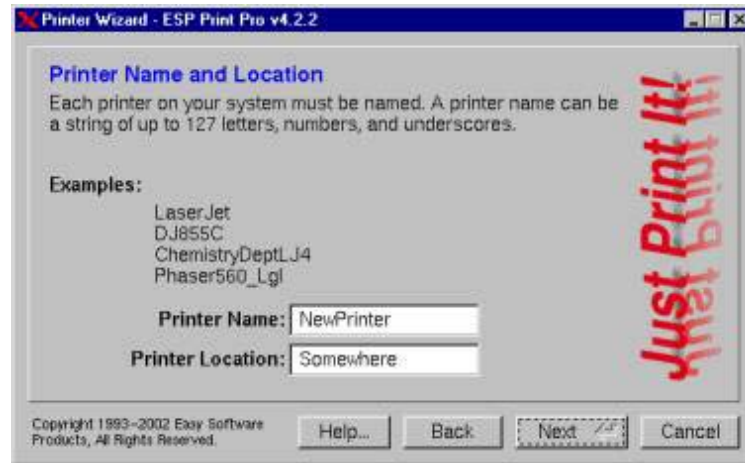 Printer Wizard - ESP Print Pro v4.2.2
Printer Name and Location
Each printer on your system must be named. A printer name can be
a string of up to 127 letters, numbers, and underscores.
Examples:
LaserJet
DJ855C
ChemistryDeptLJ4
Phaser560_Lgl
Printer Name: NewPrinter
Printer Location: Somewhere
Just Print It!
Copyright 1993-2002 Easy Software
Products, All Rights Reserved.
Help... Back Next Cancel